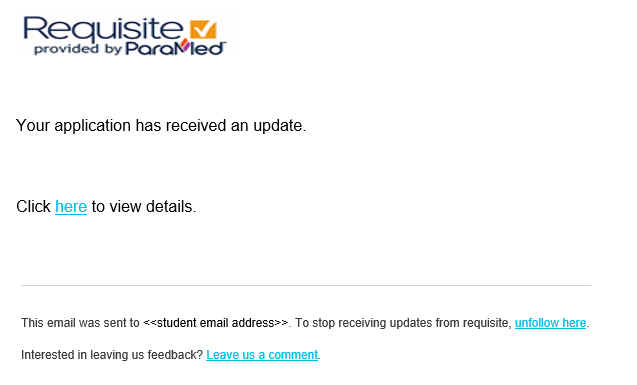 Requisite
provided by ParaMed™
Your application has received an update.
Click here to view details.
This email was sent to <<student email address>>. To stop receiving updates from requisite, unfollow here.
Interested in leaving us feedback? Leave us a comment.